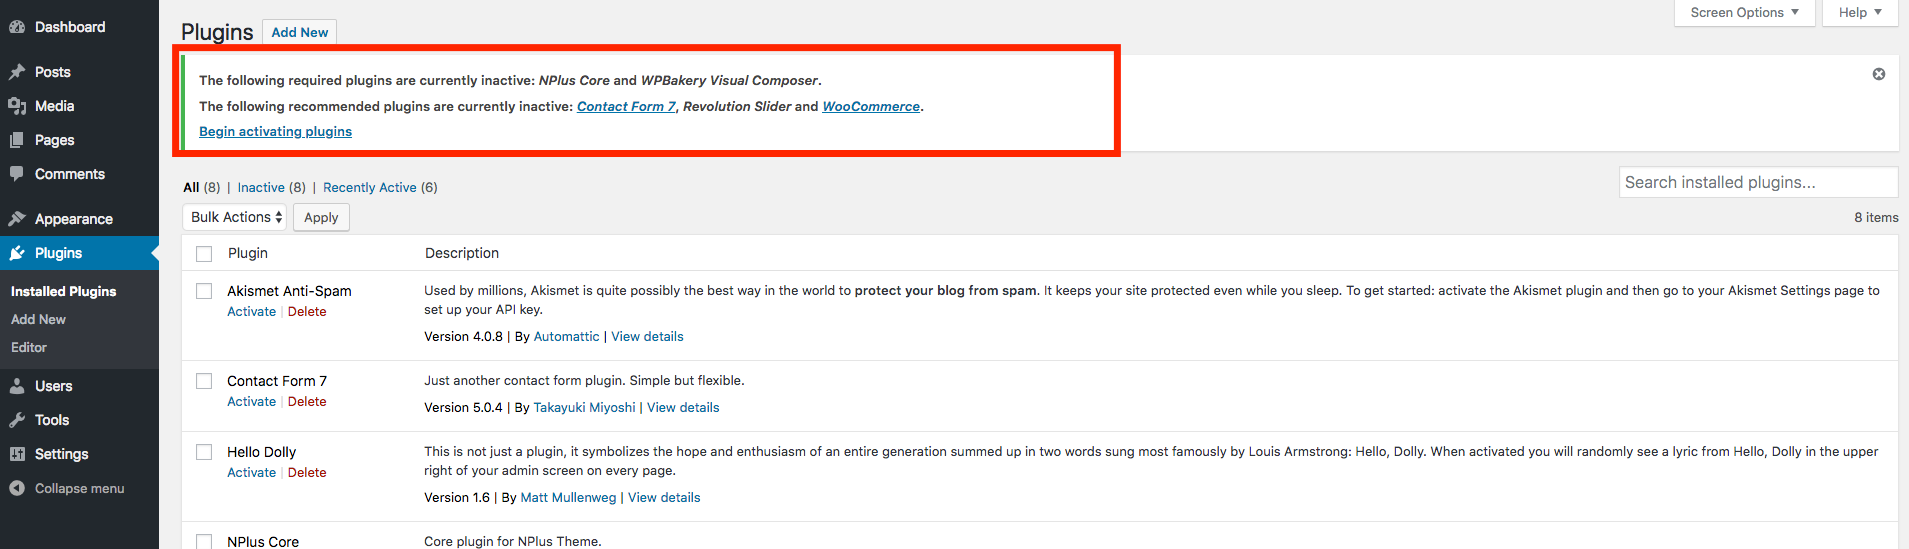 Dashboard
Posts
Media
Pages
Comments
Appearance
Plugins
Installed Plugins
Add New
Editor
Users
Tools
Settings
Collapse menu
Screen Options
Help
Plugins Add New
The following required plugins are currently inactive: NPlus Core and WPBakery Visual Composer.
The following recommended plugins are currently inactive: Contact Form 7, Revolution Slider and WooCommerce.
Begin activating plugins
All (8) | Inactive (8) | Recently Active (6)
Search installed plugins...
Bulk Actions Apply
8 items
Plugin Description
Akismet Anti-Spam
Activate | Delete
Used by millions, Akismet is quite possibly the best way in the world to protect your blog from spam. It keeps your site protected even while you sleep. To get started: activate the Akismet plugin and then go to your Akismet Settings page to
set up your API key.
Version 4.0.8 | By Automattic | View details
Contact Form 7
Activate | Delete
Just another contact form plugin. Simple but flexible.
Version 5.0.4 | By Takayuki Miyoshi | View details
Hello Dolly
Activate | Delete
This is not just a plugin, it symbolizes the hope and enthusiasm of an entire generation summed up in two words sung most famously by Louis Armstrong: Hello, Dolly. When activated you will randomly see a lyric from Hello, Dolly in the upper
right of your admin screen on every page.
Version 1.6 | By Matt Mullenweg | View details
NPlus Core
Core plugin for NPlus Theme.